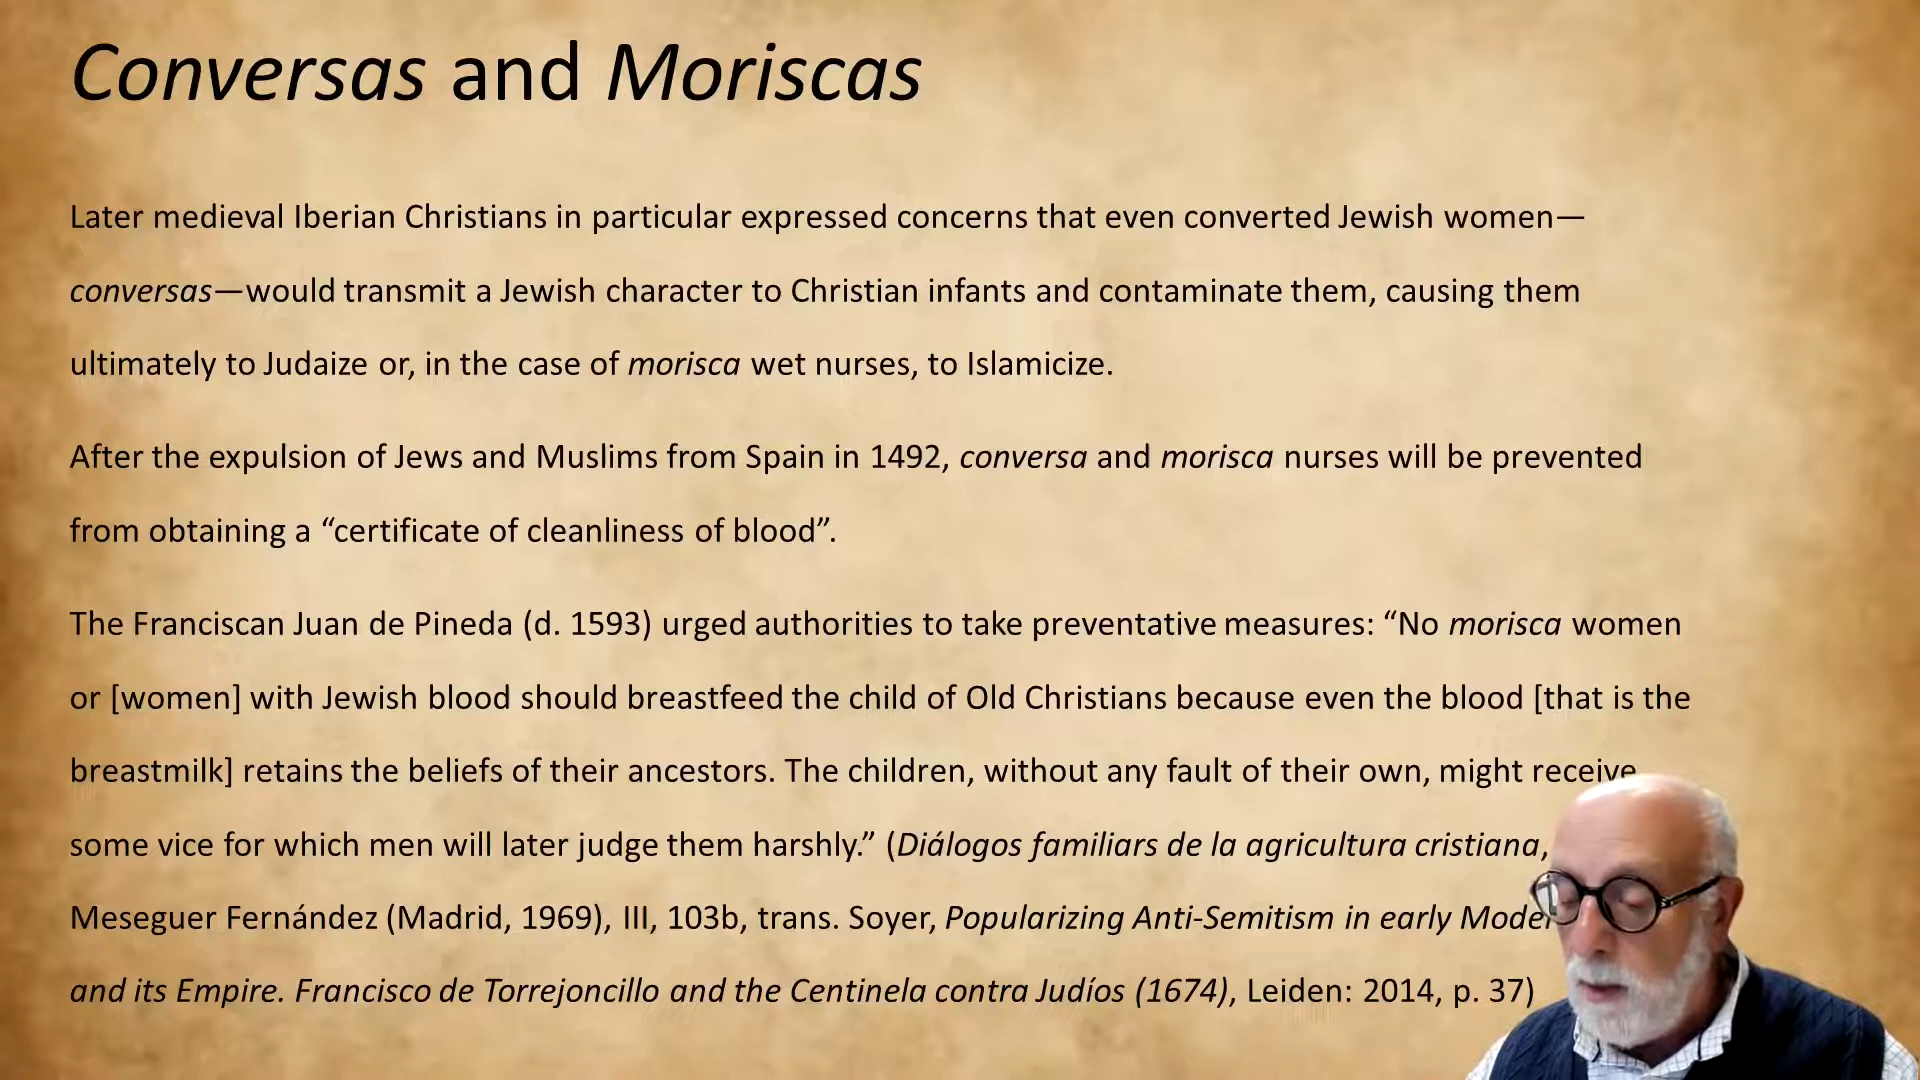 Conversas and Moriscas
Later medieval Iberian Christians in particular expressed concerns that even converted Jewish women—
conversas—would transmit a Jewish character to Christian infants and contaminate them, causing them
ultimately to Judaize or, in the case of morisca wet nurses, to Islamicize.
After the expulsion of Jews and Muslims from Spain in 1492, conversa and morisca nurses will be prevented
from obtaining a “certificate of cleanliness of blood”.
The Franciscan Juan de Pineda (d. 1593) urged authorities to take preventative measures: “No morisca women
or [women] with Jewish blood should breastfeed the child of Old Christians because even the blood [that is the
breastmilk] retains the beliefs of their ancestors. The children, without any fault of their own, might receive
some vice for which men will later judge them harshly.” (Diálogos familiars de la agricultura cristiana,
Meseguer Fernández (Madrid, 1969), III, 103b, trans. Soyer, Popularizing Anti-Semitism in early
and its Empire. Francisco de Torrejoncillo and the Centinela contra Judíos (1674), Leiden: 2014, p. 37)